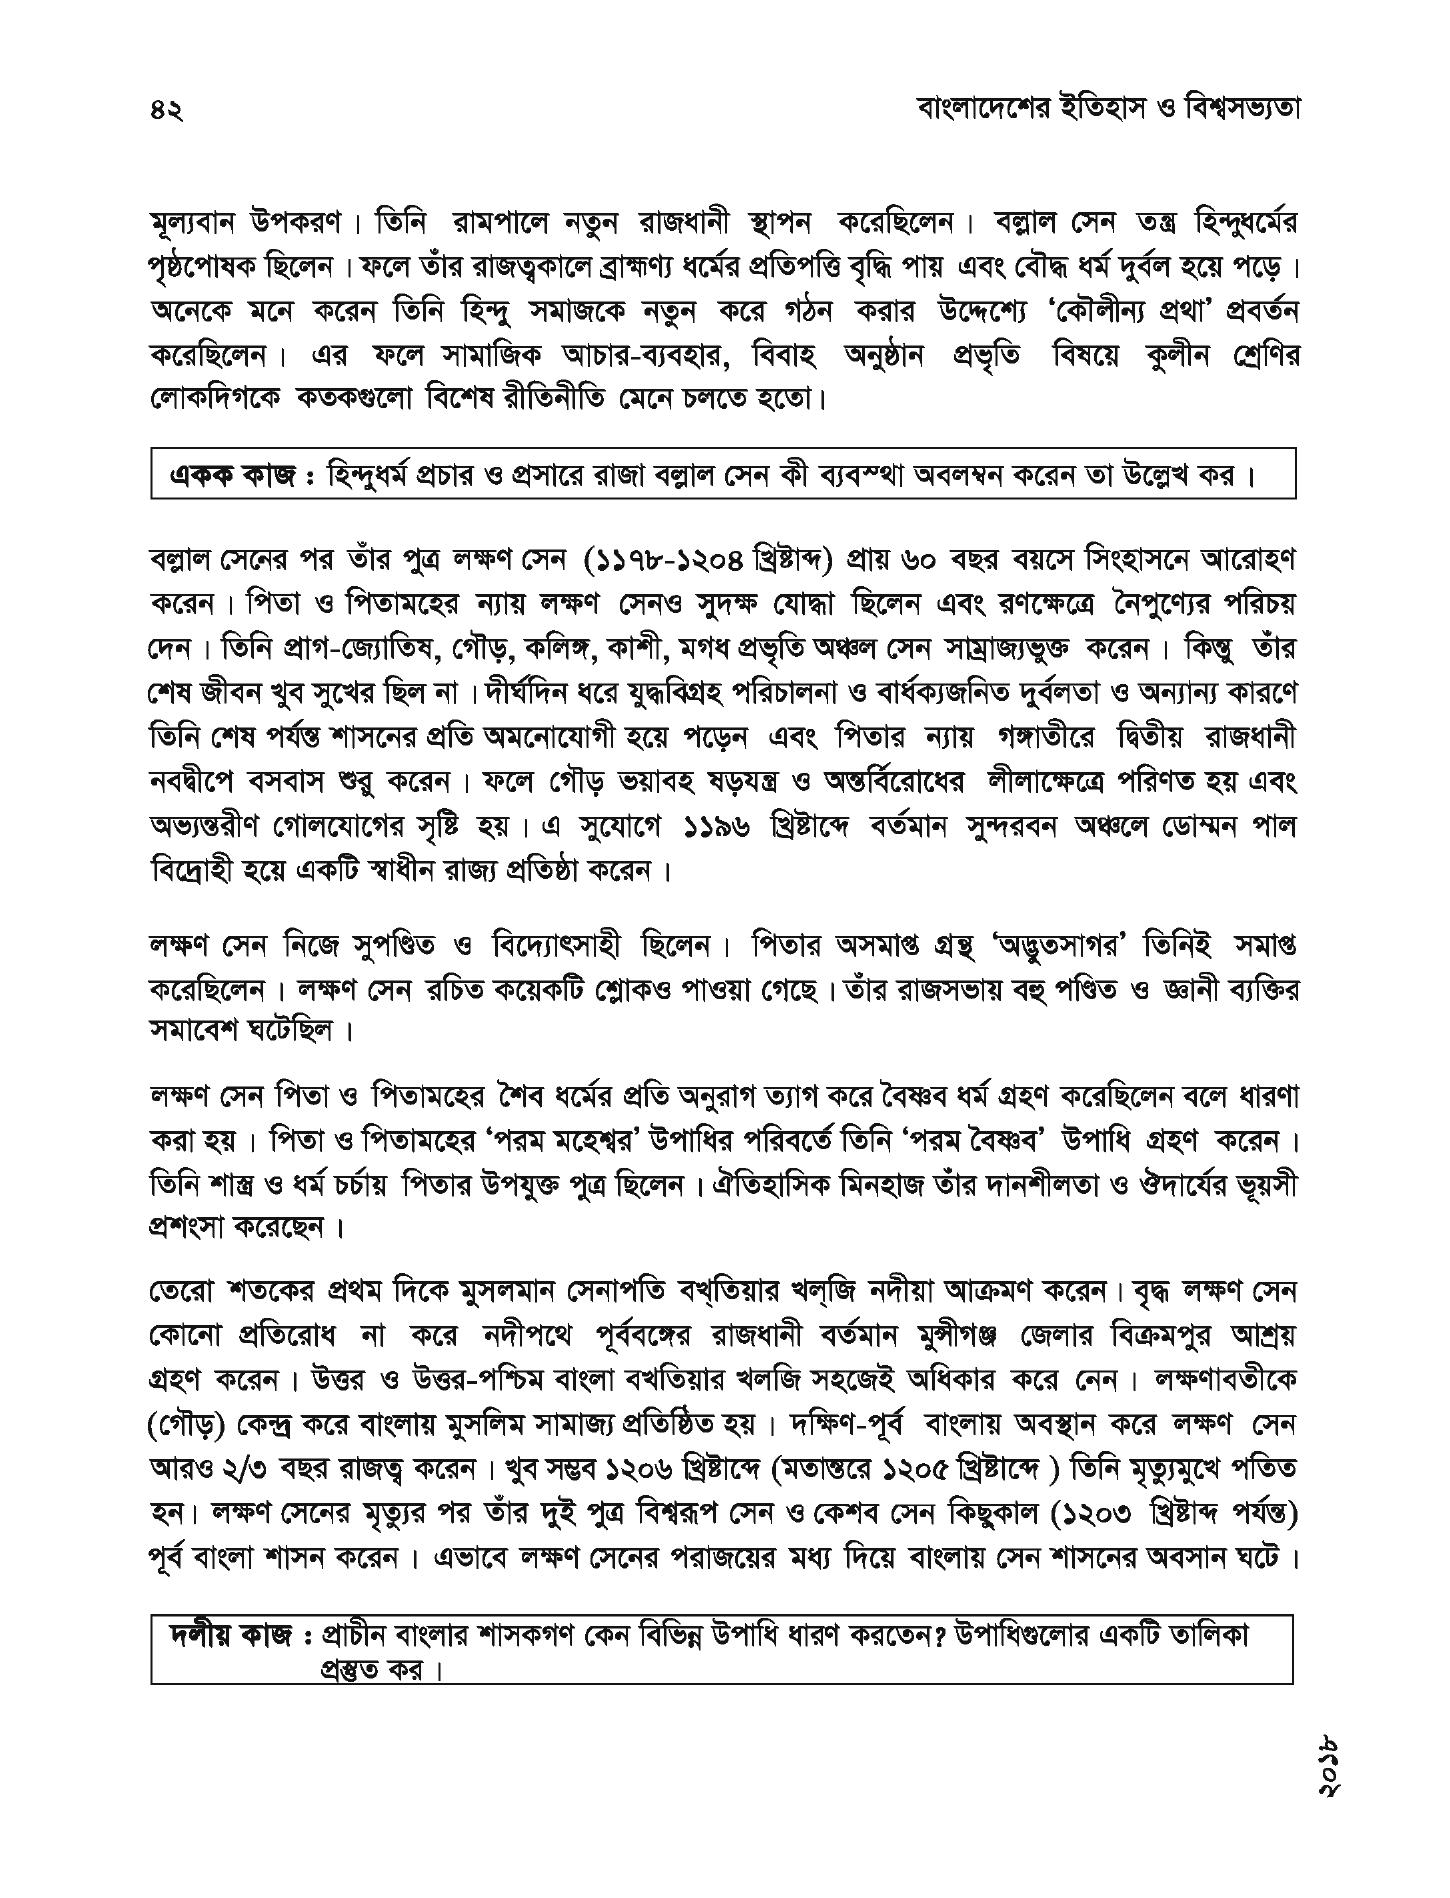 ৪২
বাংলাদেশের ইতিহাস ও বিশ্বসভ্যতা
মূল্যবান উপকরণ। তিনি রামপালে নতুন রাজধানী স্থাপন করেছিলেন। বল্লাল সেন তন্ত্র হিন্দুধর্মের
পৃষ্ঠপোষক ছিলেন। ফলে তাঁর রাজত্বকালে ব্রাহ্মণ্য ধর্মের প্রতিপত্তি বৃদ্ধি পায় এবং বৌদ্ধ ধর্ম দুর্বল হয়ে পড়ে।
অনেকে মনে করেন তিনি হিন্দু সমাজকে নতুন করে গঠন করার উদ্দেশ্যে ‘কৌলীন্য প্রথা’ প্রবর্তন
করেছিলেন। এর ফলে সামাজিক আচার-ব্যবহার, বিবাহ অনুষ্ঠান প্রভৃতি বিষয়ে কুলীন শ্রেণির
লোকদিগকে কতকগুলো বিশেষ রীতিনীতি মেনে চলতে হতো।
একক কাজ : হিন্দুধর্ম প্রচার ও প্রসারে রাজা বল্লাল সেন কী ব্যবস্থা অবলম্বন করেন তা উল্লেখ কর।
বল্লাল সেনের পর তাঁর পুত্র লক্ষণ সেন (১১৭৮-১২০৪ খ্রিষ্টাব্দ) প্রায় ৬০ বছর বয়সে সিংহাসনে আরোহণ
করেন। পিতা ও পিতামহের ন্যায় লক্ষণ সেনও সুদক্ষ যোদ্ধা ছিলেন এবং রণক্ষেত্রে নৈপুণ্যের পরিচয়
দেন। তিনি প্রাগ-জ্যোতিষ, গৌড়, কলিঙ্গ, কাশী, মগধ প্রভৃতি অঞ্চল সেন সাম্রাজ্যভুক্ত করেন। কিন্তু তাঁর
শেষ জীবন খুব সুখের ছিল না। দীর্ঘদিন ধরে যুদ্ধবিগ্রহ পরিচালনা ও বার্ধক্যজনিত দুর্বলতা ও অন্যান্য কারণে
তিনি শেষ পর্যন্ত শাসনের প্রতি অমনোযোগী হয়ে পড়েন এবং পিতার ন্যায় গঙ্গাতীরে দ্বিতীয় রাজধানী
নবদ্বীপে বসবাস শুরু করেন। ফলে গৌড় ভয়াবহ ষড়যন্ত্র ও অন্তর্বিরোধের লীলাক্ষেত্রে পরিণত হয় এবং
অভ্যন্তরীণ গোলযোগের সৃষ্টি হয়। এ সুযোগে ১১৯৬ খ্রিষ্টাব্দে বর্তমান সুন্দরবন অঞ্চলে ডোম্মন পাল
বিদ্রোহী হয়ে একটি স্বাধীন রাজ্য প্রতিষ্ঠা করেন।
লক্ষণ সেন নিজে সুপণ্ডিত ও বিদ্যোৎসাহী ছিলেন। পিতার অসমাপ্ত গ্রন্থ ‘অদ্ভুতসাগর’ তিনিই সমাপ্ত
করেছিলেন। লক্ষণ সেন রচিত কয়েকটি শ্লোকও পাওয়া গেছে। তাঁর রাজসভায় বহু পণ্ডিত ও জ্ঞানী ব্যক্তির
সমাবেশ ঘটেছিল।
লক্ষণ সেন পিতা ও পিতামহের শৈব ধর্মের প্রতি অনুরাগ ত্যাগ করে বৈষ্ণব ধর্ম গ্রহণ করেছিলেন বলে ধারণা
করা হয়। পিতা ও পিতামহের ‘পরম মহেশ্বর’ উপাধির পরিবর্তে তিনি ‘পরম বৈষ্ণব’ উপাধি গ্রহণ করেন।
তিনি শাস্ত্র ও ধর্ম চর্চায় পিতার উপযুক্ত পুত্র ছিলেন। ঐতিহাসিক মিনহাজ তাঁর দানশীলতা ও ঔদার্যের ভূয়সী
প্রশংসা করেছেন।
তেরো শতকের প্রথম দিকে মুসলমান সেনাপতি বখ্‌তিয়ার খল্‌জি নদীয়া আক্রমণ করেন। বৃদ্ধ লক্ষণ সেন
কোনো প্রতিরোধ না করে নদীপথে পূর্ববঙ্গের রাজধানী বর্তমান মুন্সীগঞ্জ জেলার বিক্রমপুর আশ্রয়
গ্রহণ করেন। উত্তর ও উত্তর-পশ্চিম বাংলা বখতিয়ার খলজি সহজেই অধিকার করে নেন। লক্ষণাবতীকে
(গৌড়) কেন্দ্র করে বাংলায় মুসলিম সামাজ্য প্রতিষ্ঠিত হয়। দক্ষিণ-পূর্ব বাংলায় অবস্থান করে লক্ষণ সেন
আরও ২/৩ বছর রাজত্ব করেন। খুব সম্ভব ১২০৬ খ্রিষ্টাব্দে (মতান্তরে ১২০৫ খ্রিষ্টাব্দে ) তিনি মৃত্যুমুখে পতিত
হন। লক্ষণ সেনের মৃত্যুর পর তাঁর দুই পুত্র বিশ্বরূপ সেন ও কেশব সেন কিছুকাল (১২০৩ খ্রিষ্টাব্দ পর্যন্ত)
পূর্ব বাংলা শাসন করেন। এভাবে লক্ষণ সেনের পরাজয়ের মধ্য দিয়ে বাংলায় সেন শাসনের অবসান ঘটে।
দলীয় কাজ : প্রাচীন বাংলার শাসকগণ কেন বিভিন্ন উপাধি ধারণ করতেন? উপাধিগুলোর একটি তালিকা
প্রস্তুত কর।
২০১৮